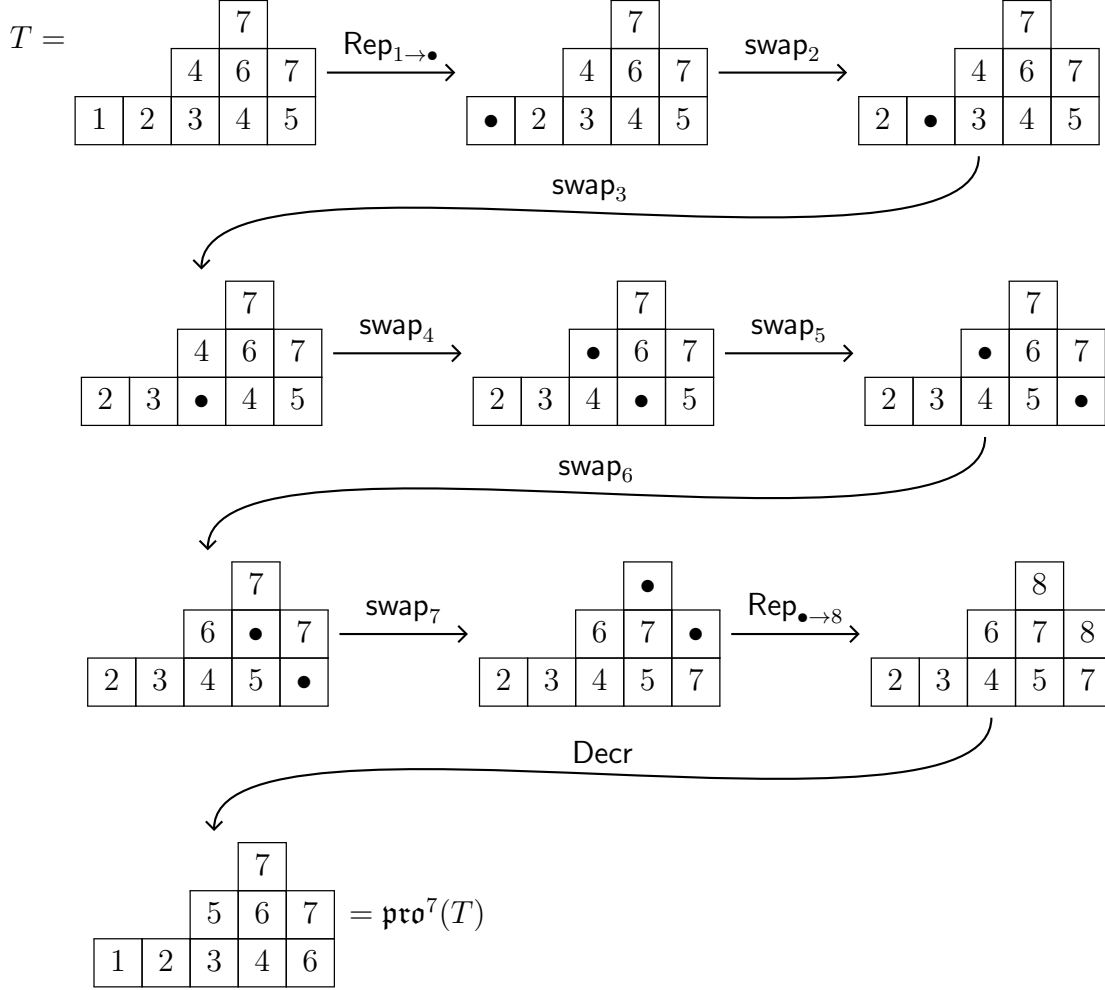 7
T = 4 6 7 Rep₁→• 4 6 7 swap₂ 4 6 7
1 2 3 4 5 • 2 3 4 5 2 • 3 4 5
swap₃
7 7 7
4 6 7 swap₄ • 6 7 swap₅ • 6 7
2 3 • 4 5 2 3 4 • 5 2 3 4 5 •
swap₆
7 • 8
6 • 7 swap₇ 6 7 • Rep•→8 6 7 8
2 3 4 5 • 2 3 4 5 7 2 3 4 5 7
Decr
7
5 6 7 = 𝔭𝔯𝔬⁷(T)
1 2 3 4 6